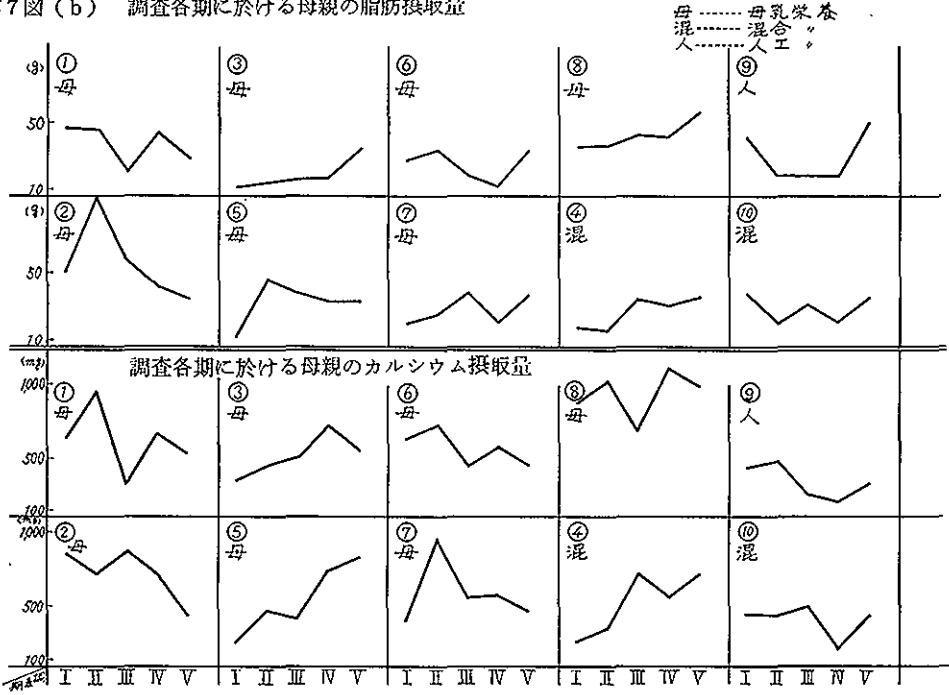 7図(b) 調査各期に於ける母親の脂肪摂取量
母------母乳栄養
混------混合 〃
人------人工 〃
(g) ① ③ ⑥ ⑧ ⑨
母 母 母 母 人
50
10
(g) ② ⑤ ⑦ ④ ⑩
母 母 母 混 混
50
10
(mg) 調査各期に於ける母親のカルシウム摂取量
1,000 ① ③ ⑥ ⑧ ⑨
母 母 母 母 人
500
100
(mg) ② ⑤ ⑦ ④ ⑩
1,000 母 母 母 混 混
500
100
I II III IV V I II III IV V I II III IV V I II III IV V I II III IV V